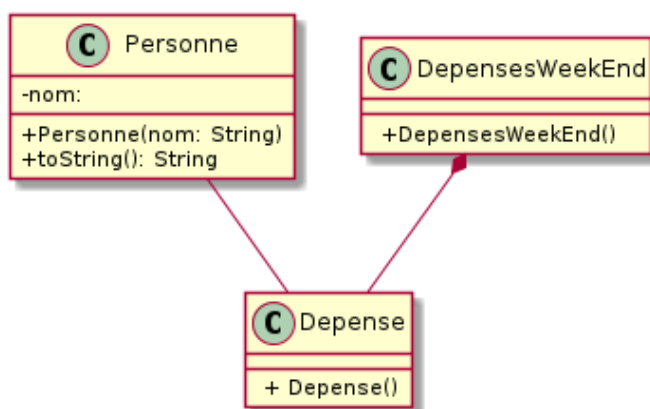 C Personne
-nom:
+Personne(nom: String)
+toString(): String
C DepensesWeekEnd
+DepensesWeekEnd()
C Depense
+ Depense()